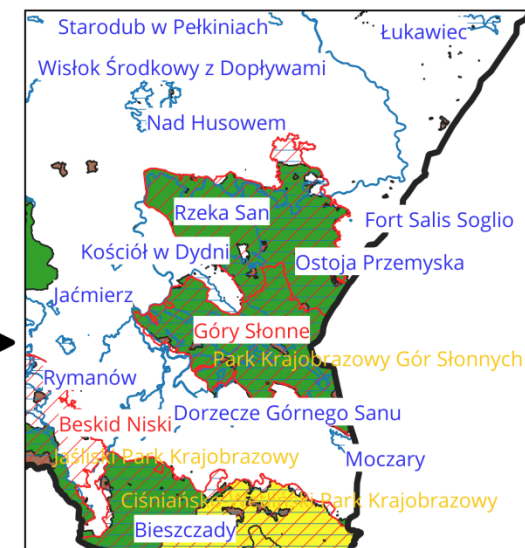 Starodub w Pełkiniach
Łukawiec
Wisłok Środkowy z Dopływami
Nad Husowem
Rzeka San
Fort Salis Soglio
Kościół w Dydni
Ostoja Przemyska
Jaćmierz
Góry Słonne
Park Krajobrazowy Gór Słonnych
Rymanów
Dorzecze Górnego Sanu
Beskid Niski
Jaśliski Park Krajobrazowy
Moczary
Park Krajobrazowy
Bieszczady